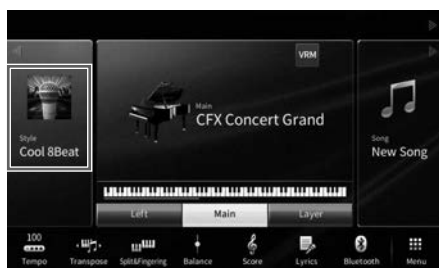 VRM
Main
CFX Concert Grand
Style
Cool 8Beat
Song
New Song
Left
Main
Layer
100
Tempo
Transpose
Split&Fingering
Balance
Score
Lyrics
Bluetooth
Menu